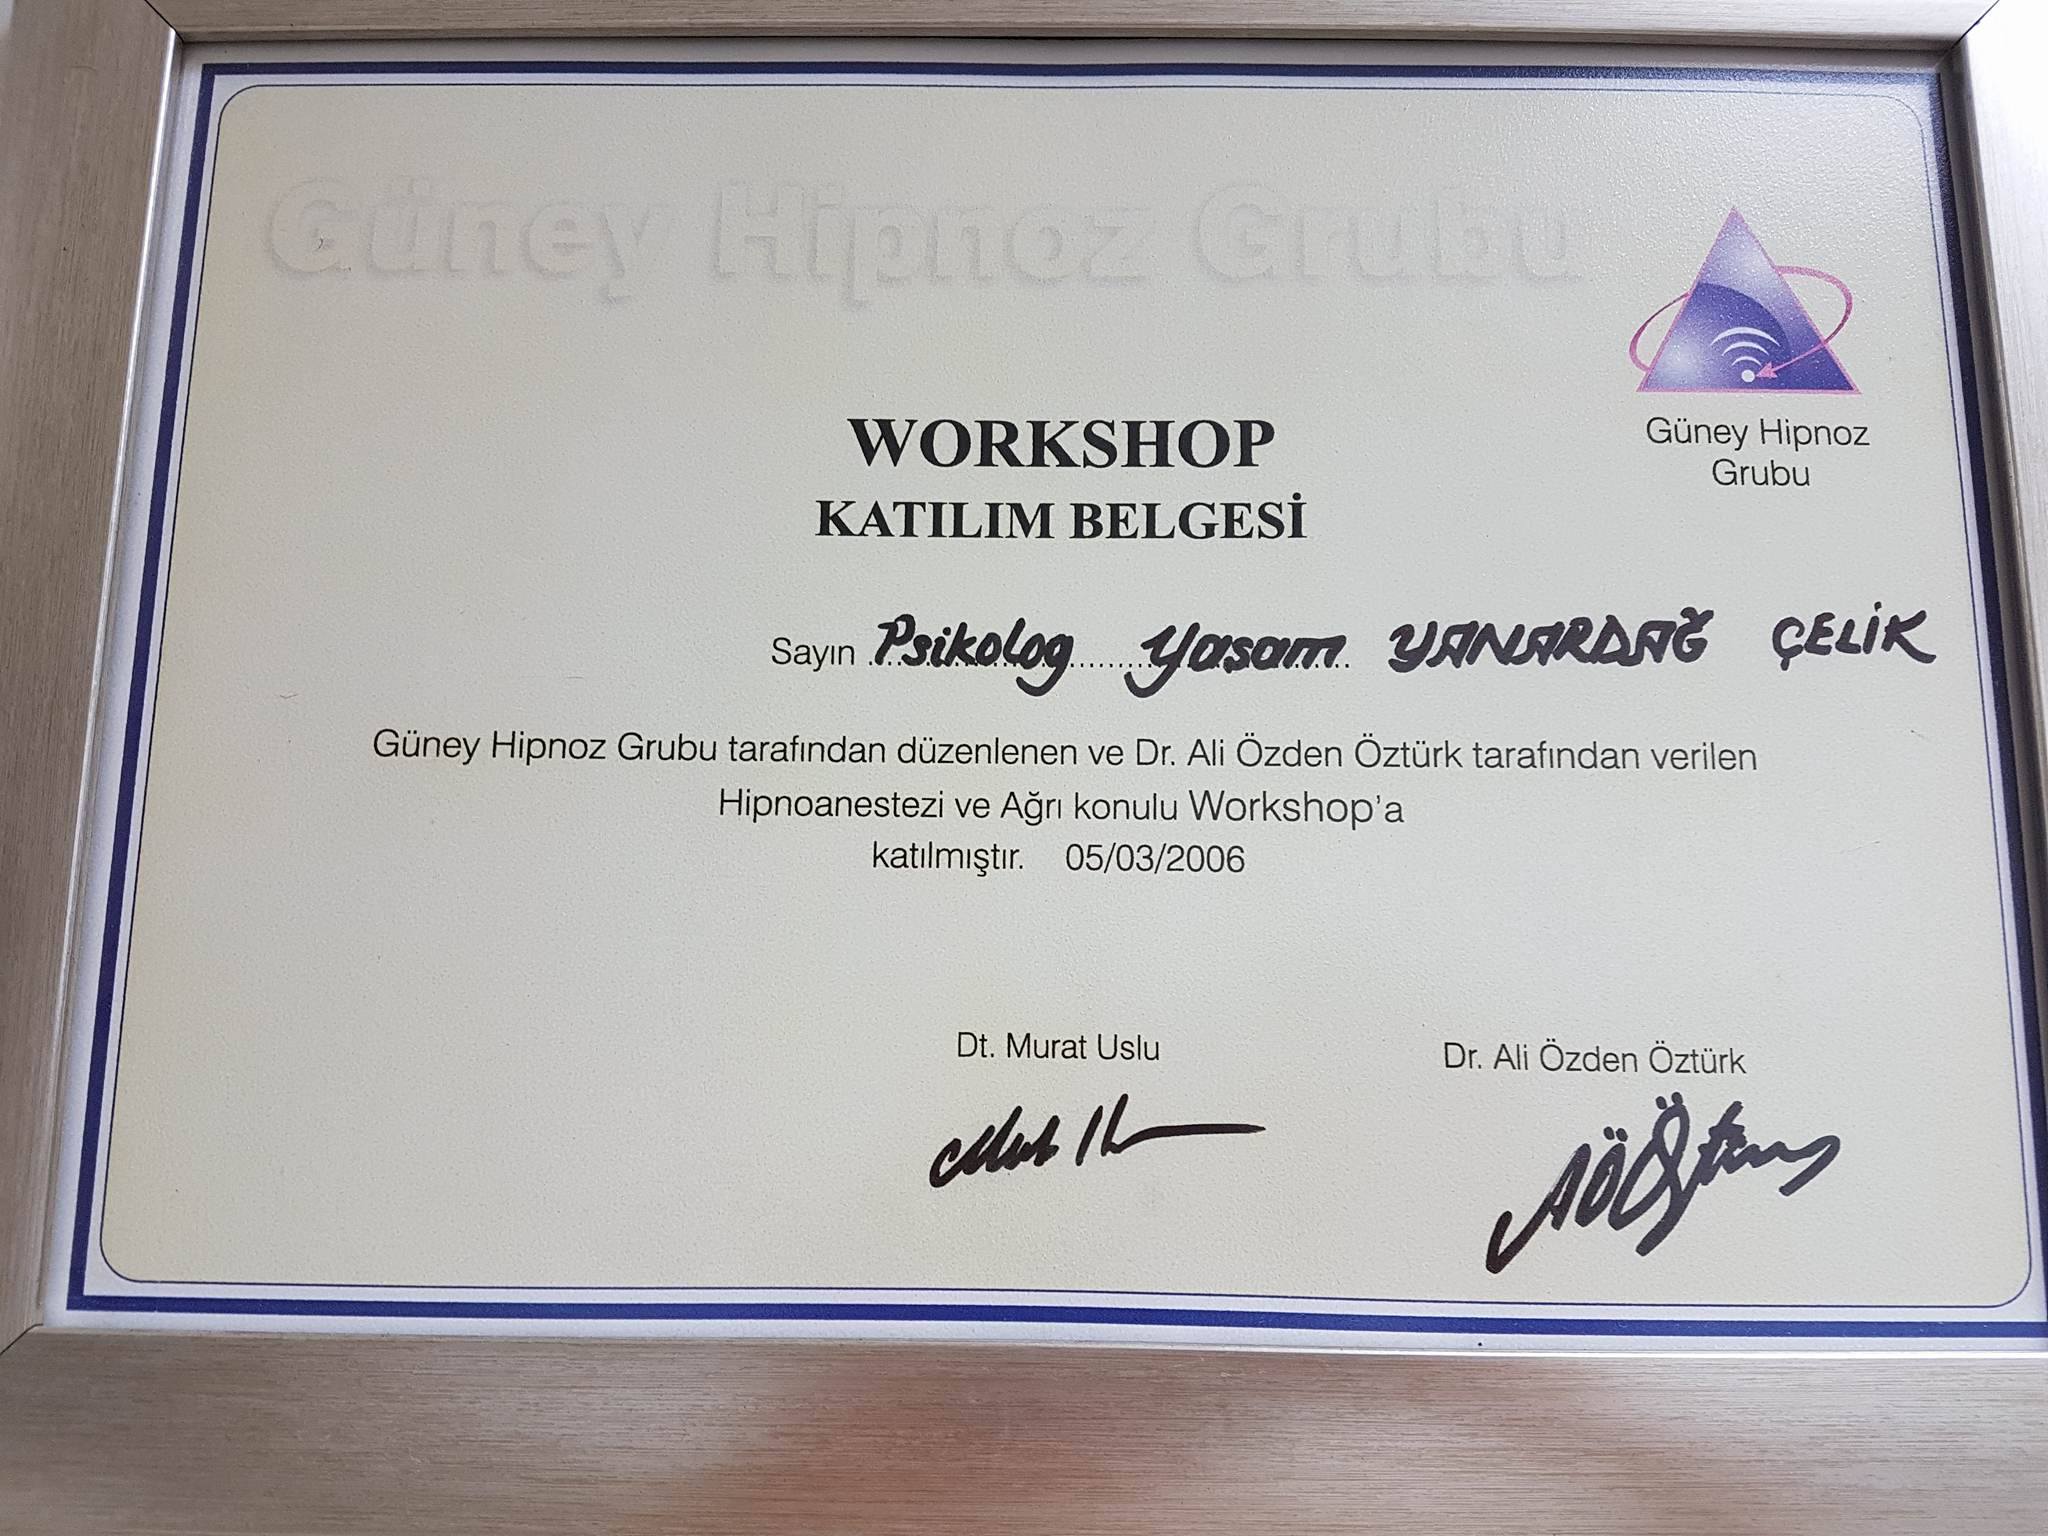 Güney Hipnoz Grubu
Güney Hipnoz
Grubu
WORKSHOP
KATILIM BELGESİ
Sayın Psikolog Yaşam YANARDAĞ ÇELİK
Güney Hipnoz Grubu tarafından düzenlenen ve Dr. Ali Özden Öztürk tarafından verilen
Hipnoanestezi ve Ağrı konulu Workshop'a
katılmıştır. 05/03/2006
Dt. Murat Uslu
Dr. Ali Özden Öztürk